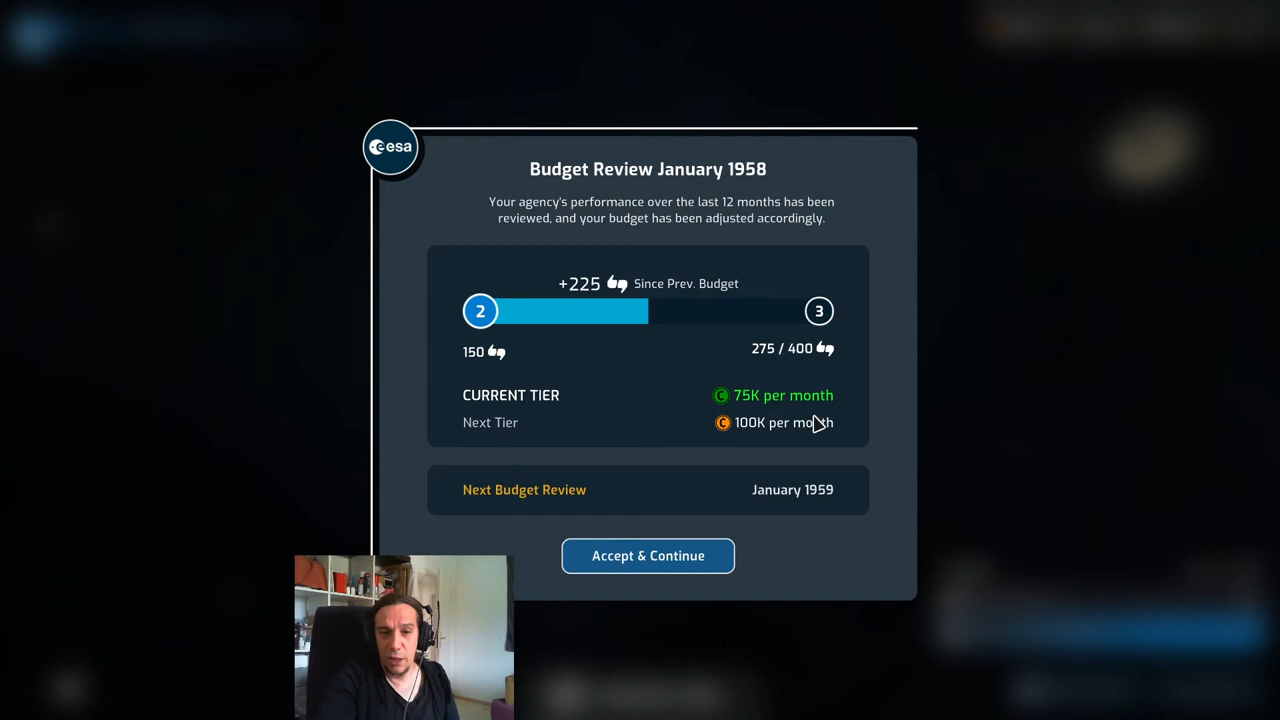 esa
Budget Review January 1958
Your agency's performance over the last 12 months has been
reviewed, and your budget has been adjusted accordingly.
+225 Since Prev. Budget
2 3
150 275 / 400
CURRENT TIER C 75K per month
Next Tier C 100K per month
Next Budget Review January 1959
Accept & Continue